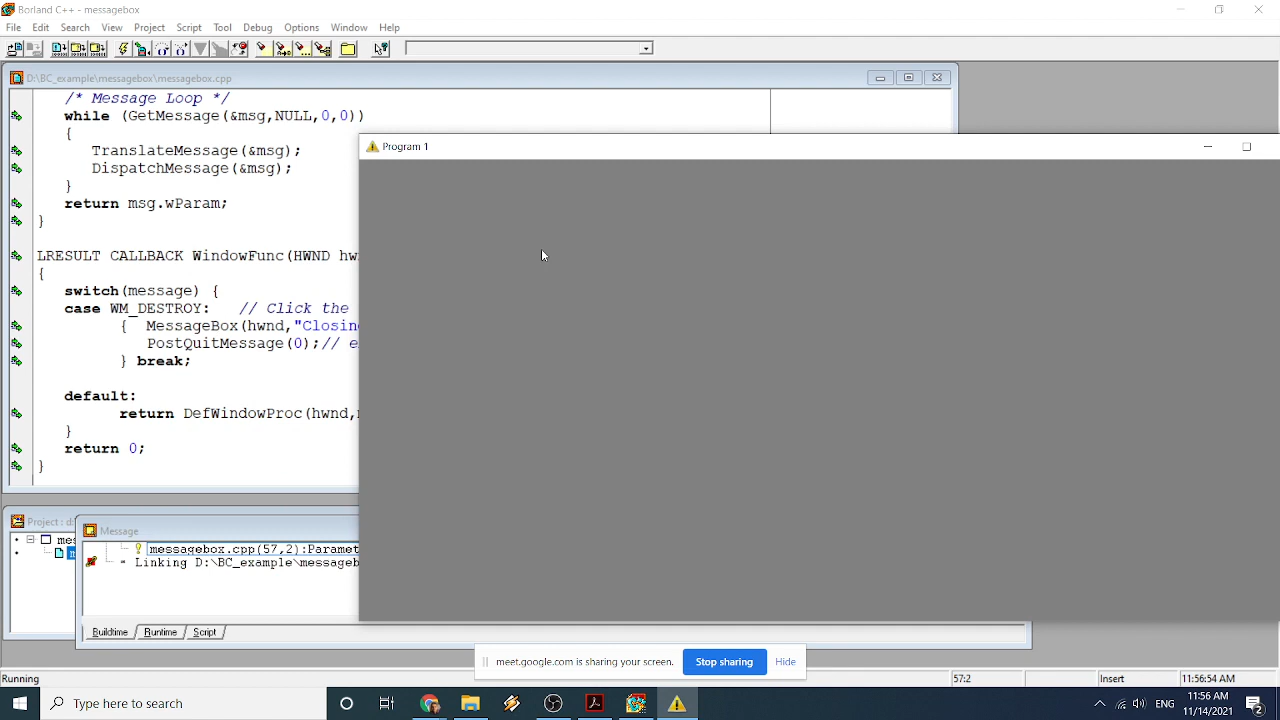 Borland C++ - messagebox
File Edit Search View Project Script Tool Debug Options Window Help
D:\BC_example\messagebox\messagebox.cpp
/* Message Loop */
while (GetMessage(&msg,NULL,0,0))
{
TranslateMessage(&msg);
DispatchMessage(&msg);
}
return msg.wParam;
}
LRESULT CALLBACK WindowFunc(HWND hw
{
switch(message) {
case WM_DESTROY: // Click the
{ MessageBox(hwnd,"Closin
PostQuitMessage(0);// e
} break;
default:
return DefWindowProc(hwnd,
}
return 0;
}
Program 1
Project : d:
mes
Message
messagebox.cpp(57,2):Paramet
Linking D:\BC_example\messageb
Buildtime Runtime Script
meet.google.com is sharing your screen. Stop sharing Hide
Running 57:2 Insert 11:56:54 AM
Type here to search
ENG
11:56 AM
11/14/2021
2